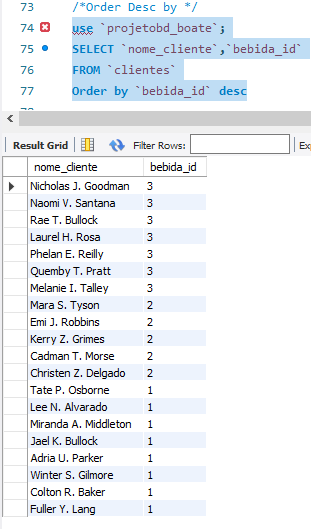 73 /*Order Desc by */
74 use `projetobd_boate`;
75 SELECT `nome_cliente`,`bebida_id`
76 FROM `clientes`
77 Order by `bebida_id` desc
Result Grid Filter Rows: Ex
nome_cliente bebida_id
Nicholas J. Goodman 3
Naomi V. Santana 3
Rae T. Bullock 3
Laurel H. Rosa 3
Phelan E. Reilly 3
Quemby T. Pratt 3
Melanie I. Talley 3
Mara S. Tyson 2
Emi J. Robbins 2
Kerry Z. Grimes 2
Cadman T. Morse 2
Christen Z. Delgado 2
Tate P. Osborne 1
Lee N. Alvarado 1
Miranda A. Middleton 1
Jael K. Bullock 1
Adria U. Parker 1
Winter S. Gilmore 1
Colton R. Baker 1
Fuller Y. Lang 1